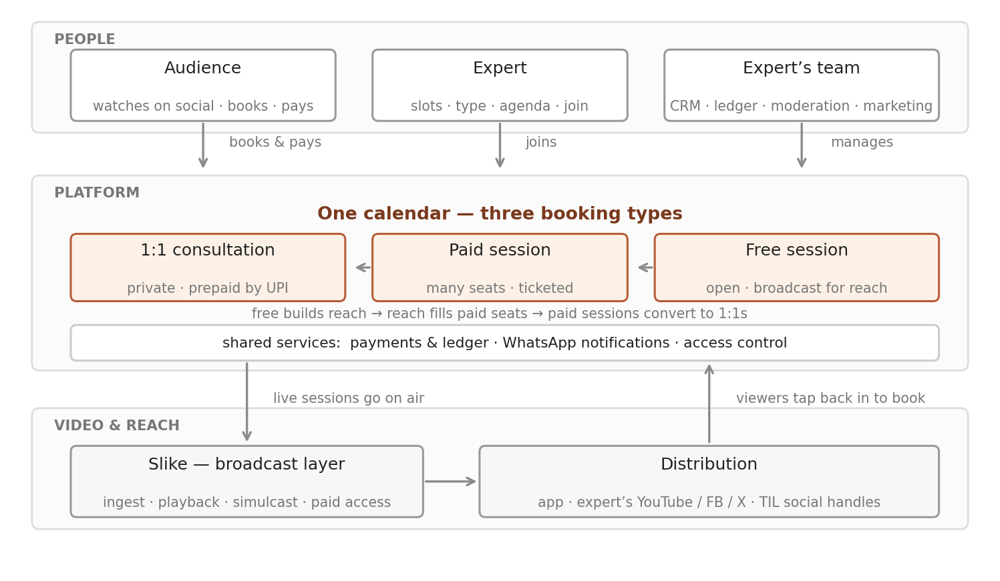 PEOPLE
Audience
watches on social · books · pays
Expert
slots · type · agenda · join
Expert’s team
CRM · ledger · moderation · marketing
books & pays
joins
manages
PLATFORM
One calendar — three booking types
1:1 consultation
private · prepaid by UPI
Paid session
many seats · ticketed
Free session
open · broadcast for reach
free builds reach → reach fills paid seats → paid sessions convert to 1:1s
shared services:  payments & ledger · WhatsApp notifications · access control
live sessions go on air
viewers tap back in to book
VIDEO & REACH
Slike — broadcast layer
ingest · playback · simulcast · paid access
Distribution
app · expert’s YouTube / FB / X · TIL social handles